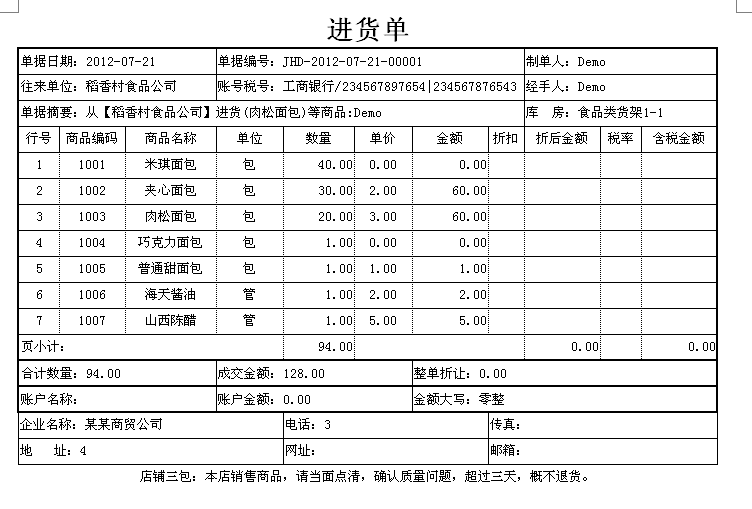 进货单
单据日期: 2012-07-21 单据编号: JHD-2012-07-21-00001 制单人: Demo
往来单位: 稻香村食品公司 账号税号: 工商银行/234567897654|234567876543 经手人: Demo
单据摘要: 从【稻香村食品公司】进货(肉松面包)等商品:Demo 库 房: 食品类货架1-1
行号 商品编码 商品名称 单位 数量 单价 金额 折扣 折后金额 税率 含税金额
1 1001 米琪面包 包 40.00 0.00 0.00
2 1002 夹心面包 包 30.00 2.00 60.00
3 1003 肉松面包 包 20.00 3.00 60.00
4 1004 巧克力面包 包 1.00 0.00 0.00
5 1005 普通甜面包 包 1.00 1.00 1.00
6 1006 海天酱油 管 1.00 2.00 2.00
7 1007 山西陈醋 管 1.00 5.00 5.00
页小计: 94.00 0.00 0.00
合计数量: 94.00 成交金额: 128.00 整单折让: 0.00
账户名称: 账户金额: 0.00 金额大写: 零整
企业名称: 某某商贸公司 电话: 3 传真:
地 址: 4 网址: 邮箱:
店铺三包: 本店销售商品, 请当面点清, 确认质量问题, 超过三天, 概不退货。